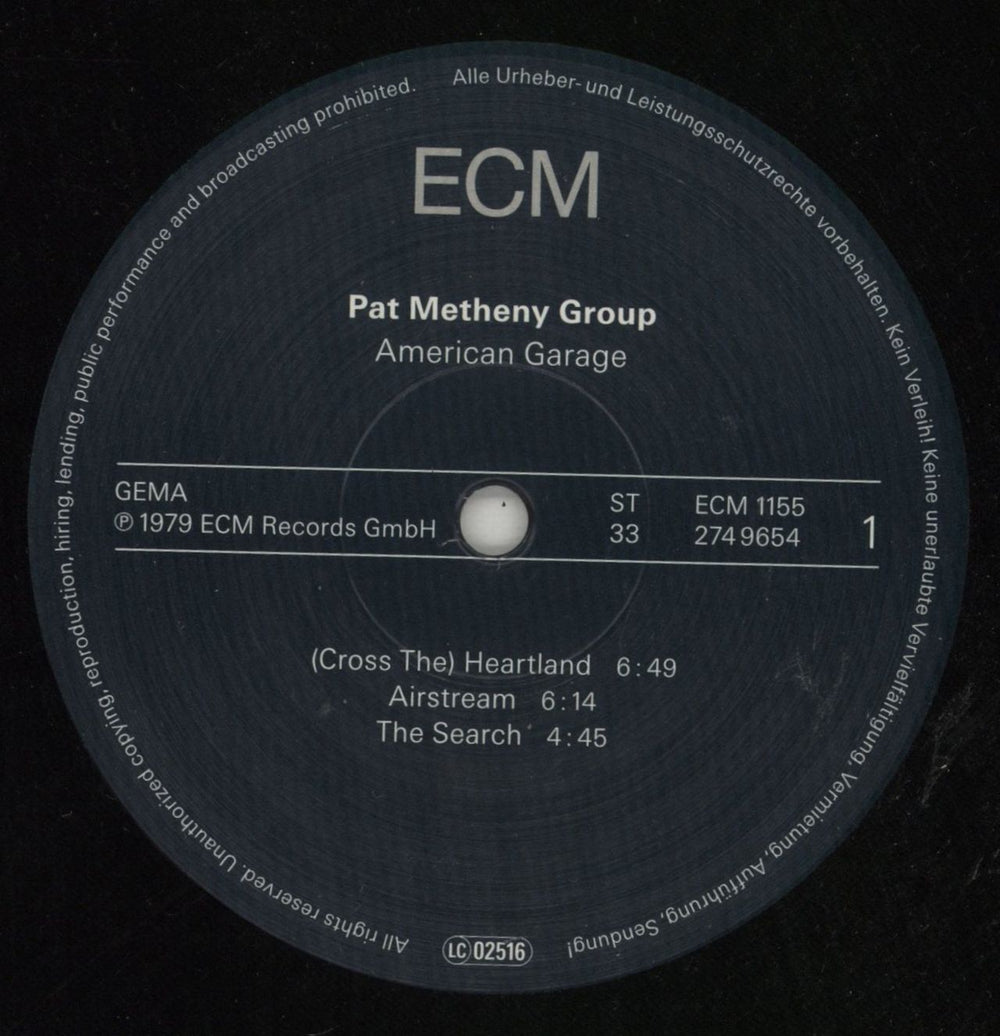 ECM
Pat Metheny Group
American Garage
GEMA
℗ 1979 ECM Records GmbH
ST
33
ECM 1155
274 9654
1
(Cross The) Heartland 6:49
Airstream 6:14
The Search 4:45
LC 02516
All rights reserved. Unauthorized copying, reproduction, hiring, lending, public performance and broadcasting prohibited.
Alle Urheber- und Leistungsschutzrechte vorbehalten. Kein Verleih! Keine unerlaubte Vervielfältigung, Vermietung, Aufführung, Sendung!